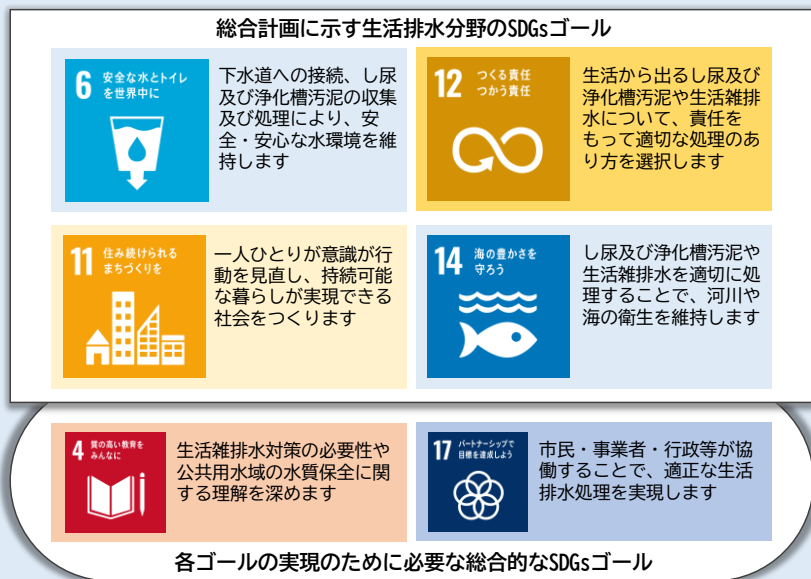 総合計画に示す生活排水分野のSDGsゴール
6 安全な水とトイレ
を世界中に
下水道への接続、し尿
及び浄化槽汚泥の収集
及び処理により、安
全・安心な水環境を維
持します
12 つくる責任
つかう責任
生活から出るし尿及び
浄化槽汚泥や生活雑排
水について、責任を
もって適切な処理のあ
り方を選択します
11 住み続けられる
まちづくりを
一人ひとりが意識が行
動を見直し、持続可能
な暮らしが実現できる
社会をつくります
14 海の豊かさを
守ろう
し尿及び浄化槽汚泥や
生活雑排水を適切に処
理することで、河川や
海の衛生を維持します
4 質の高い教育を
みんなに
生活雑排水対策の必要性や
公共用水域の水質保全に関
する理解を深めます
17 パートナーシップで
目標を達成しよう
市民・事業者・行政等が協
働することで、適正な生活
排水処理を実現します
各ゴールの実現のために必要な総合的なSDGsゴール